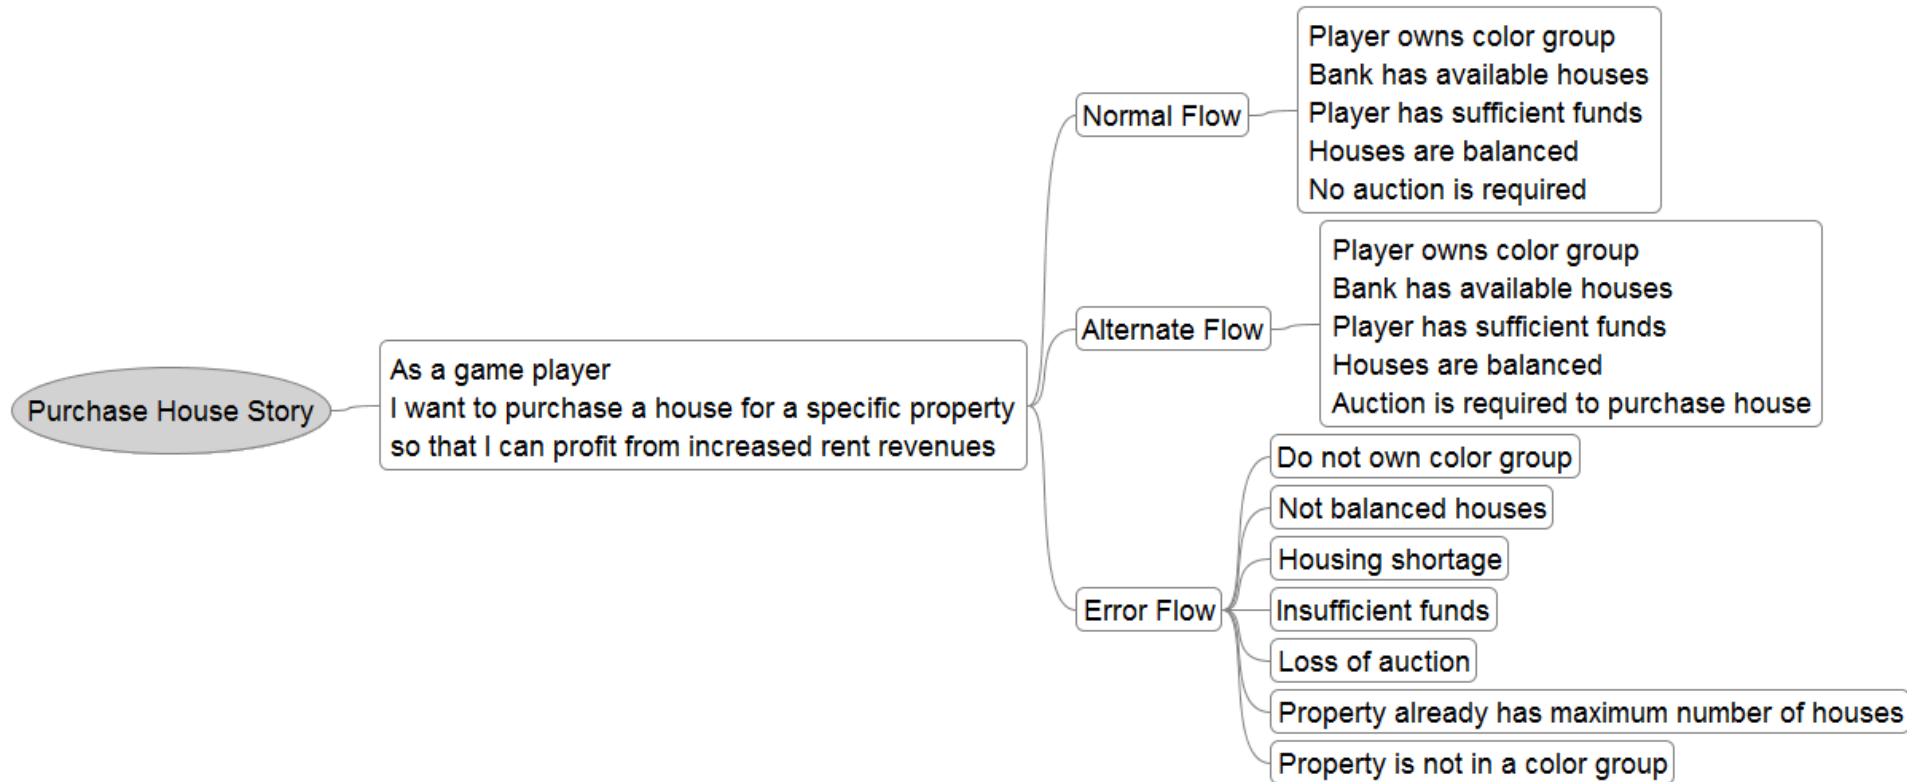 Purchase House Story
As a game player
I want to purchase a house for a specific property
so that I can profit from increased rent revenues
Normal Flow
Player owns color group
Bank has available houses
Player has sufficient funds
Houses are balanced
No auction is required
Alternate Flow
Player owns color group
Bank has available houses
Player has sufficient funds
Houses are balanced
Auction is required to purchase house
Error Flow
Do not own color group
Not balanced houses
Housing shortage
Insufficient funds
Loss of auction
Property already has maximum number of houses
Property is not in a color group